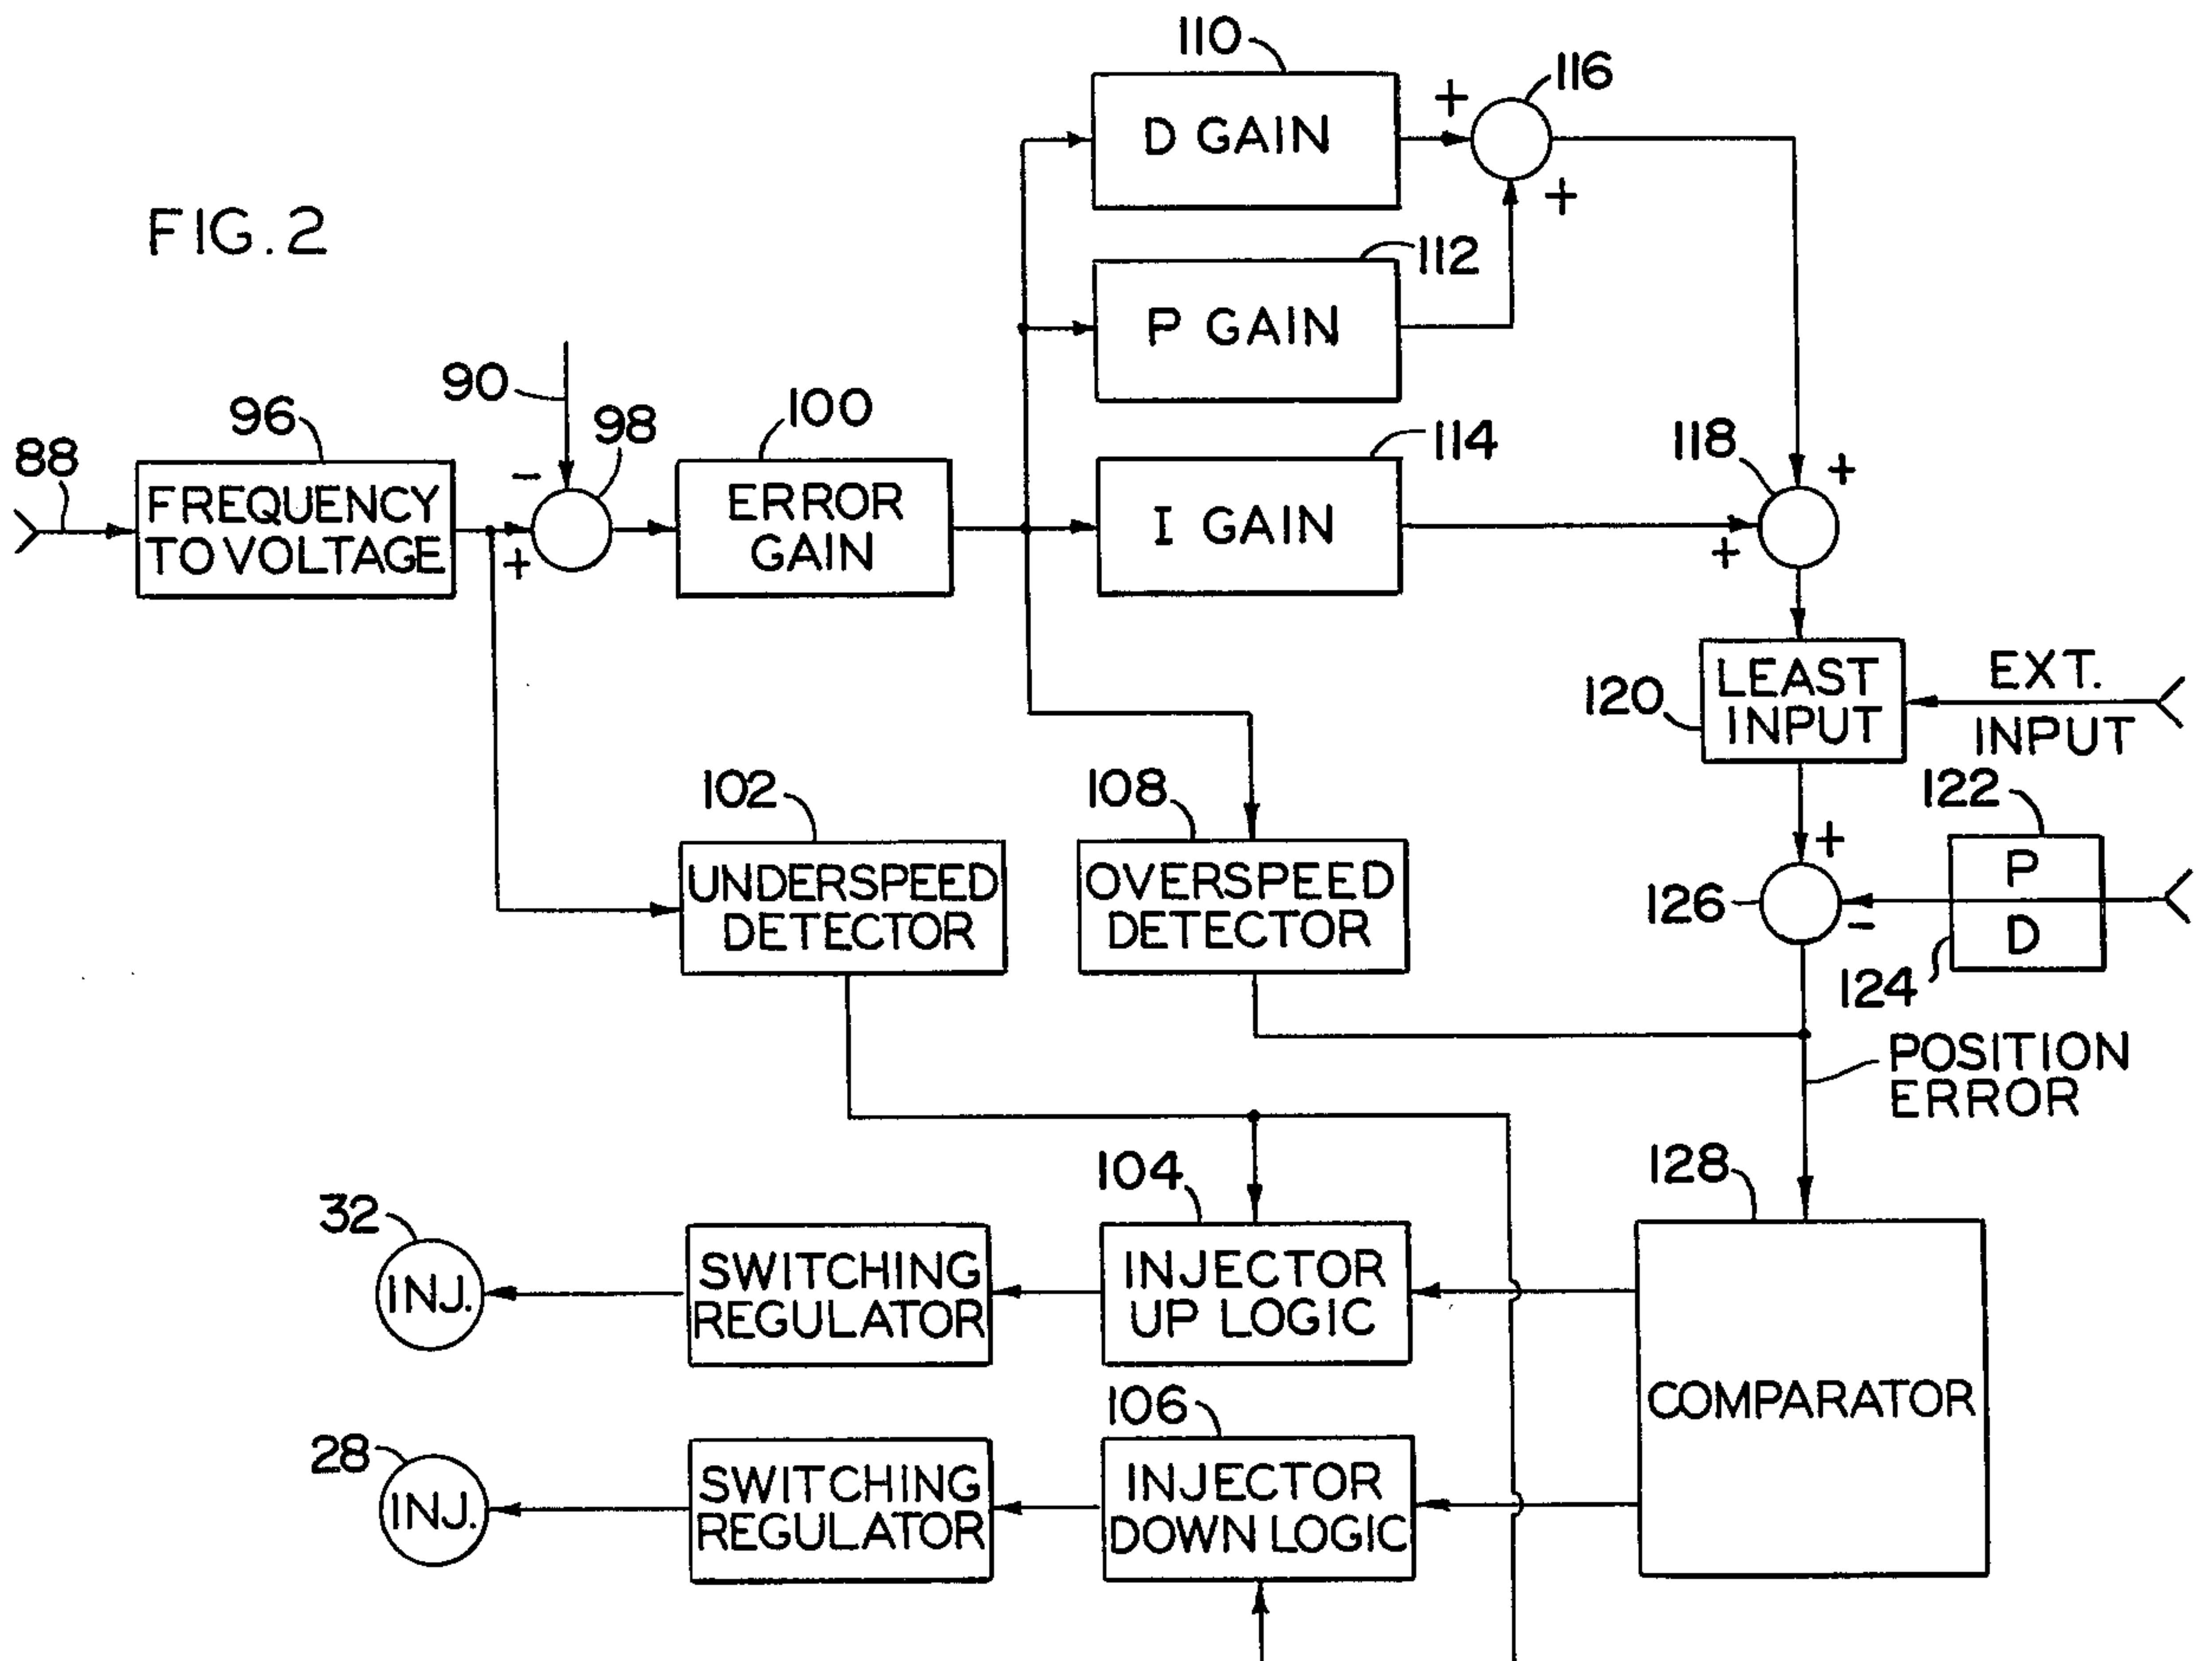 FIG. 2
110
D GAIN
+
116
+
112
P GAIN
90
98
-
+
96
100
88
FREQUENCY
TO VOLTAGE
ERROR
GAIN
114
I GAIN
118
+
+
120
LEAST
INPUT
EXT.
INPUT
102
UNDERSPEED
DETECTOR
108
OVERSPEED
DETECTOR
122
P
D
124
126
+
-
POSITION
ERROR
128
COMPARATOR
104
INJECTOR
UP LOGIC
SWITCHING
REGULATOR
32
INJ.
106
INJECTOR
DOWN LOGIC
SWITCHING
REGULATOR
28
INJ.